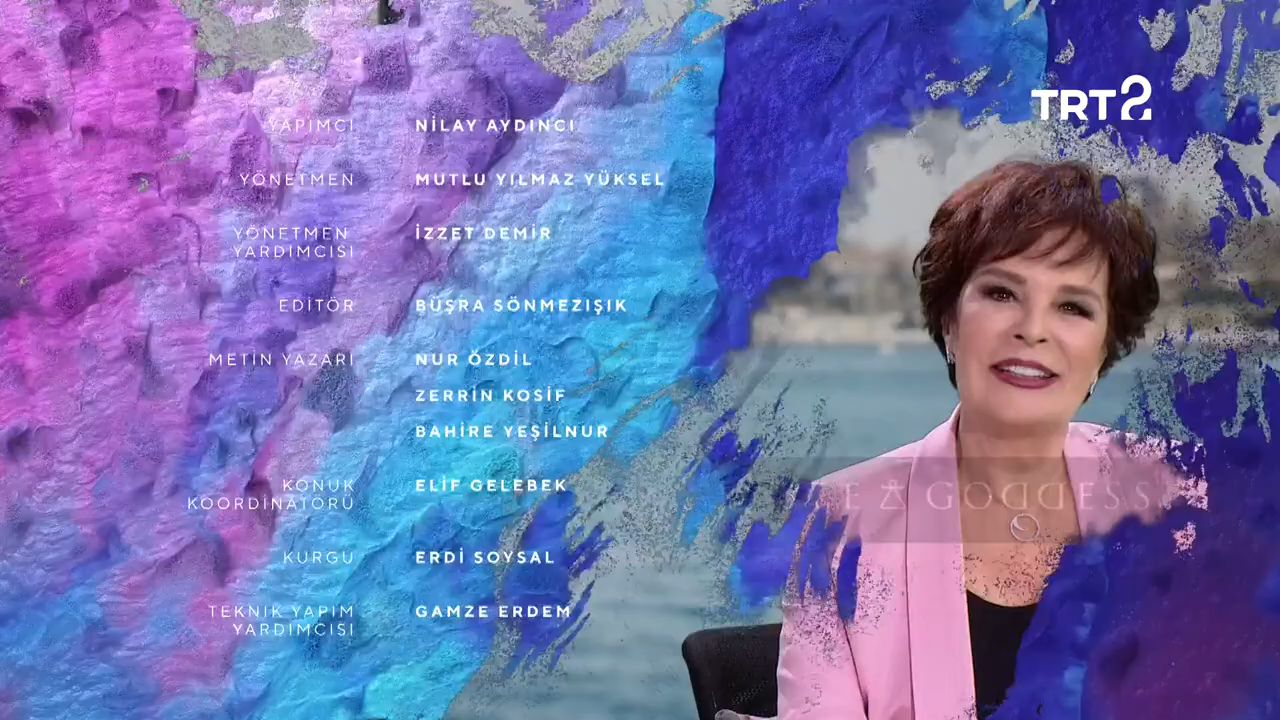 TRT2
YAPIMCI NİLAY AYDINCI
YÖNETMEN MUTLU YILMAZ YÜKSEL
YÖNETMEN İZZET DEMİR
YARDIMCISI
EDİTÖR BÜŞRA SÖNMEZIŞIK
METİN YAZARI NUR ÖZDİL
ZERRİN KOSİF
BAHİRE YEŞİLNUR
KONUK ELİF GELEBEK
KOORDİNATÖRÜ
GODDESS
KURGU ERDİ SOYSAL
TEKNİK YAPIM GAMZE ERDEM
YARDIMCISI